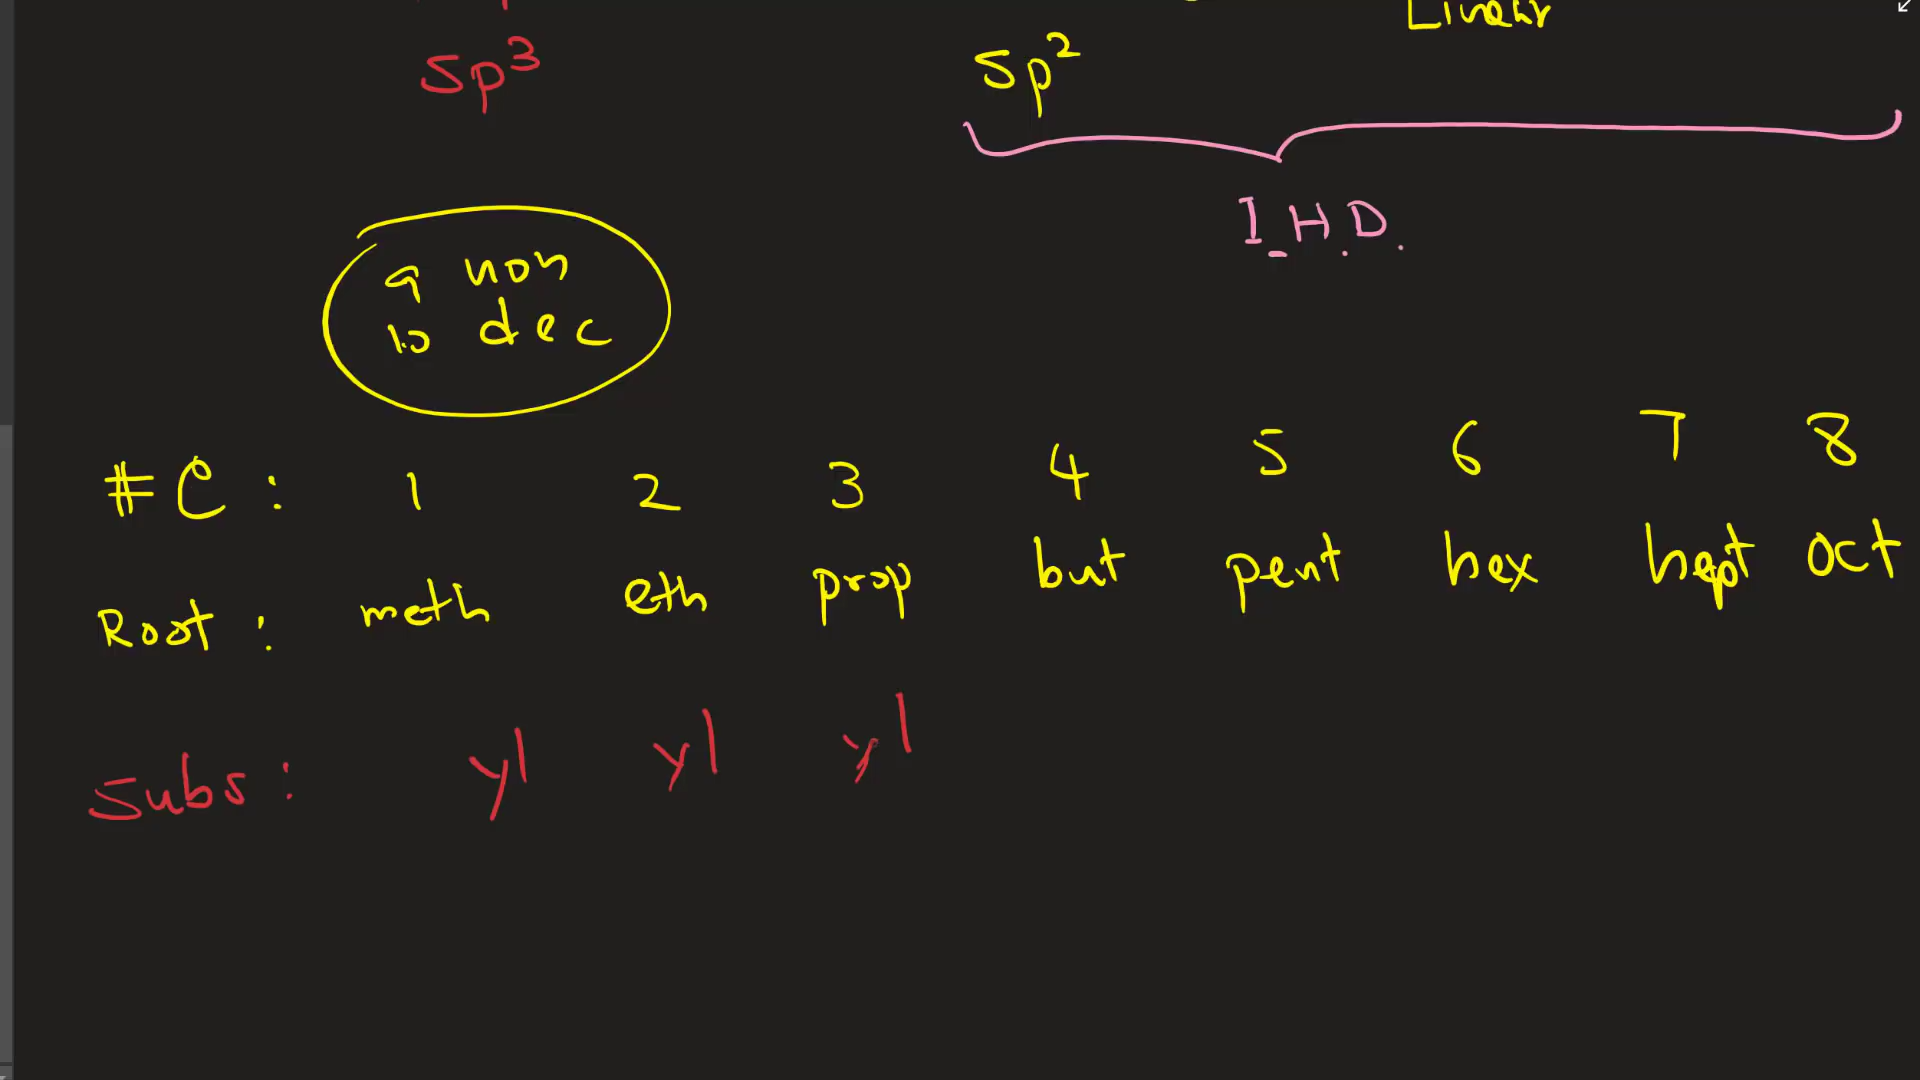 Linear
sp³ sp²
I.H.D.
9 non
10 dec
# C : 1 2 3 4 5 6 7 8
Root : meth eth prop but pent hex hept oct
Subs : yl yl yl